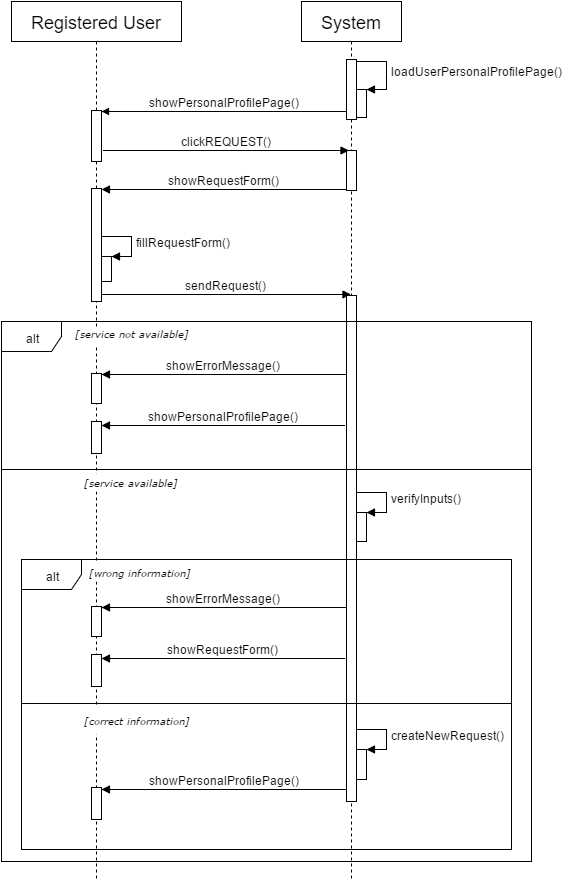 Registered User
System
loadUserPersonalProfilePage()
showPersonalProfilePage()
clickREQUEST()
showRequestForm()
fillRequestForm()
sendRequest()
alt
[service not available]
showErrorMessage()
showPersonalProfilePage()
[service available]
verifyInputs()
alt
[wrong information]
showErrorMessage()
showRequestForm()
[correct information]
createNewRequest()
showPersonalProfilePage()